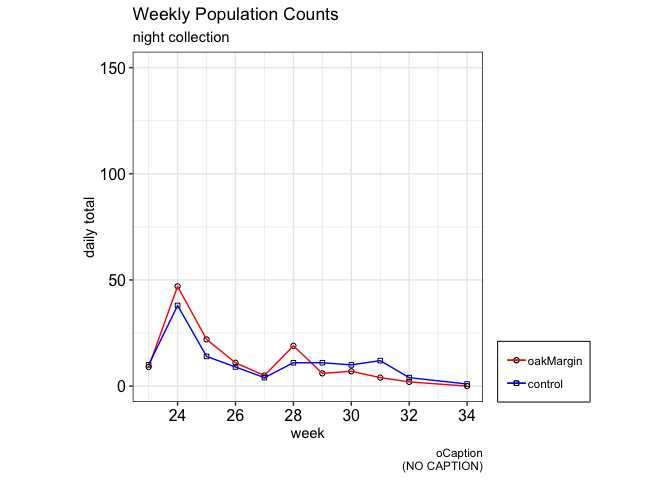 Weekly Population Counts
night collection
150
100
50
0
daily total
24 26 28 30 32 34
week
oakMargin
control
oCaption
(NO CAPTION)